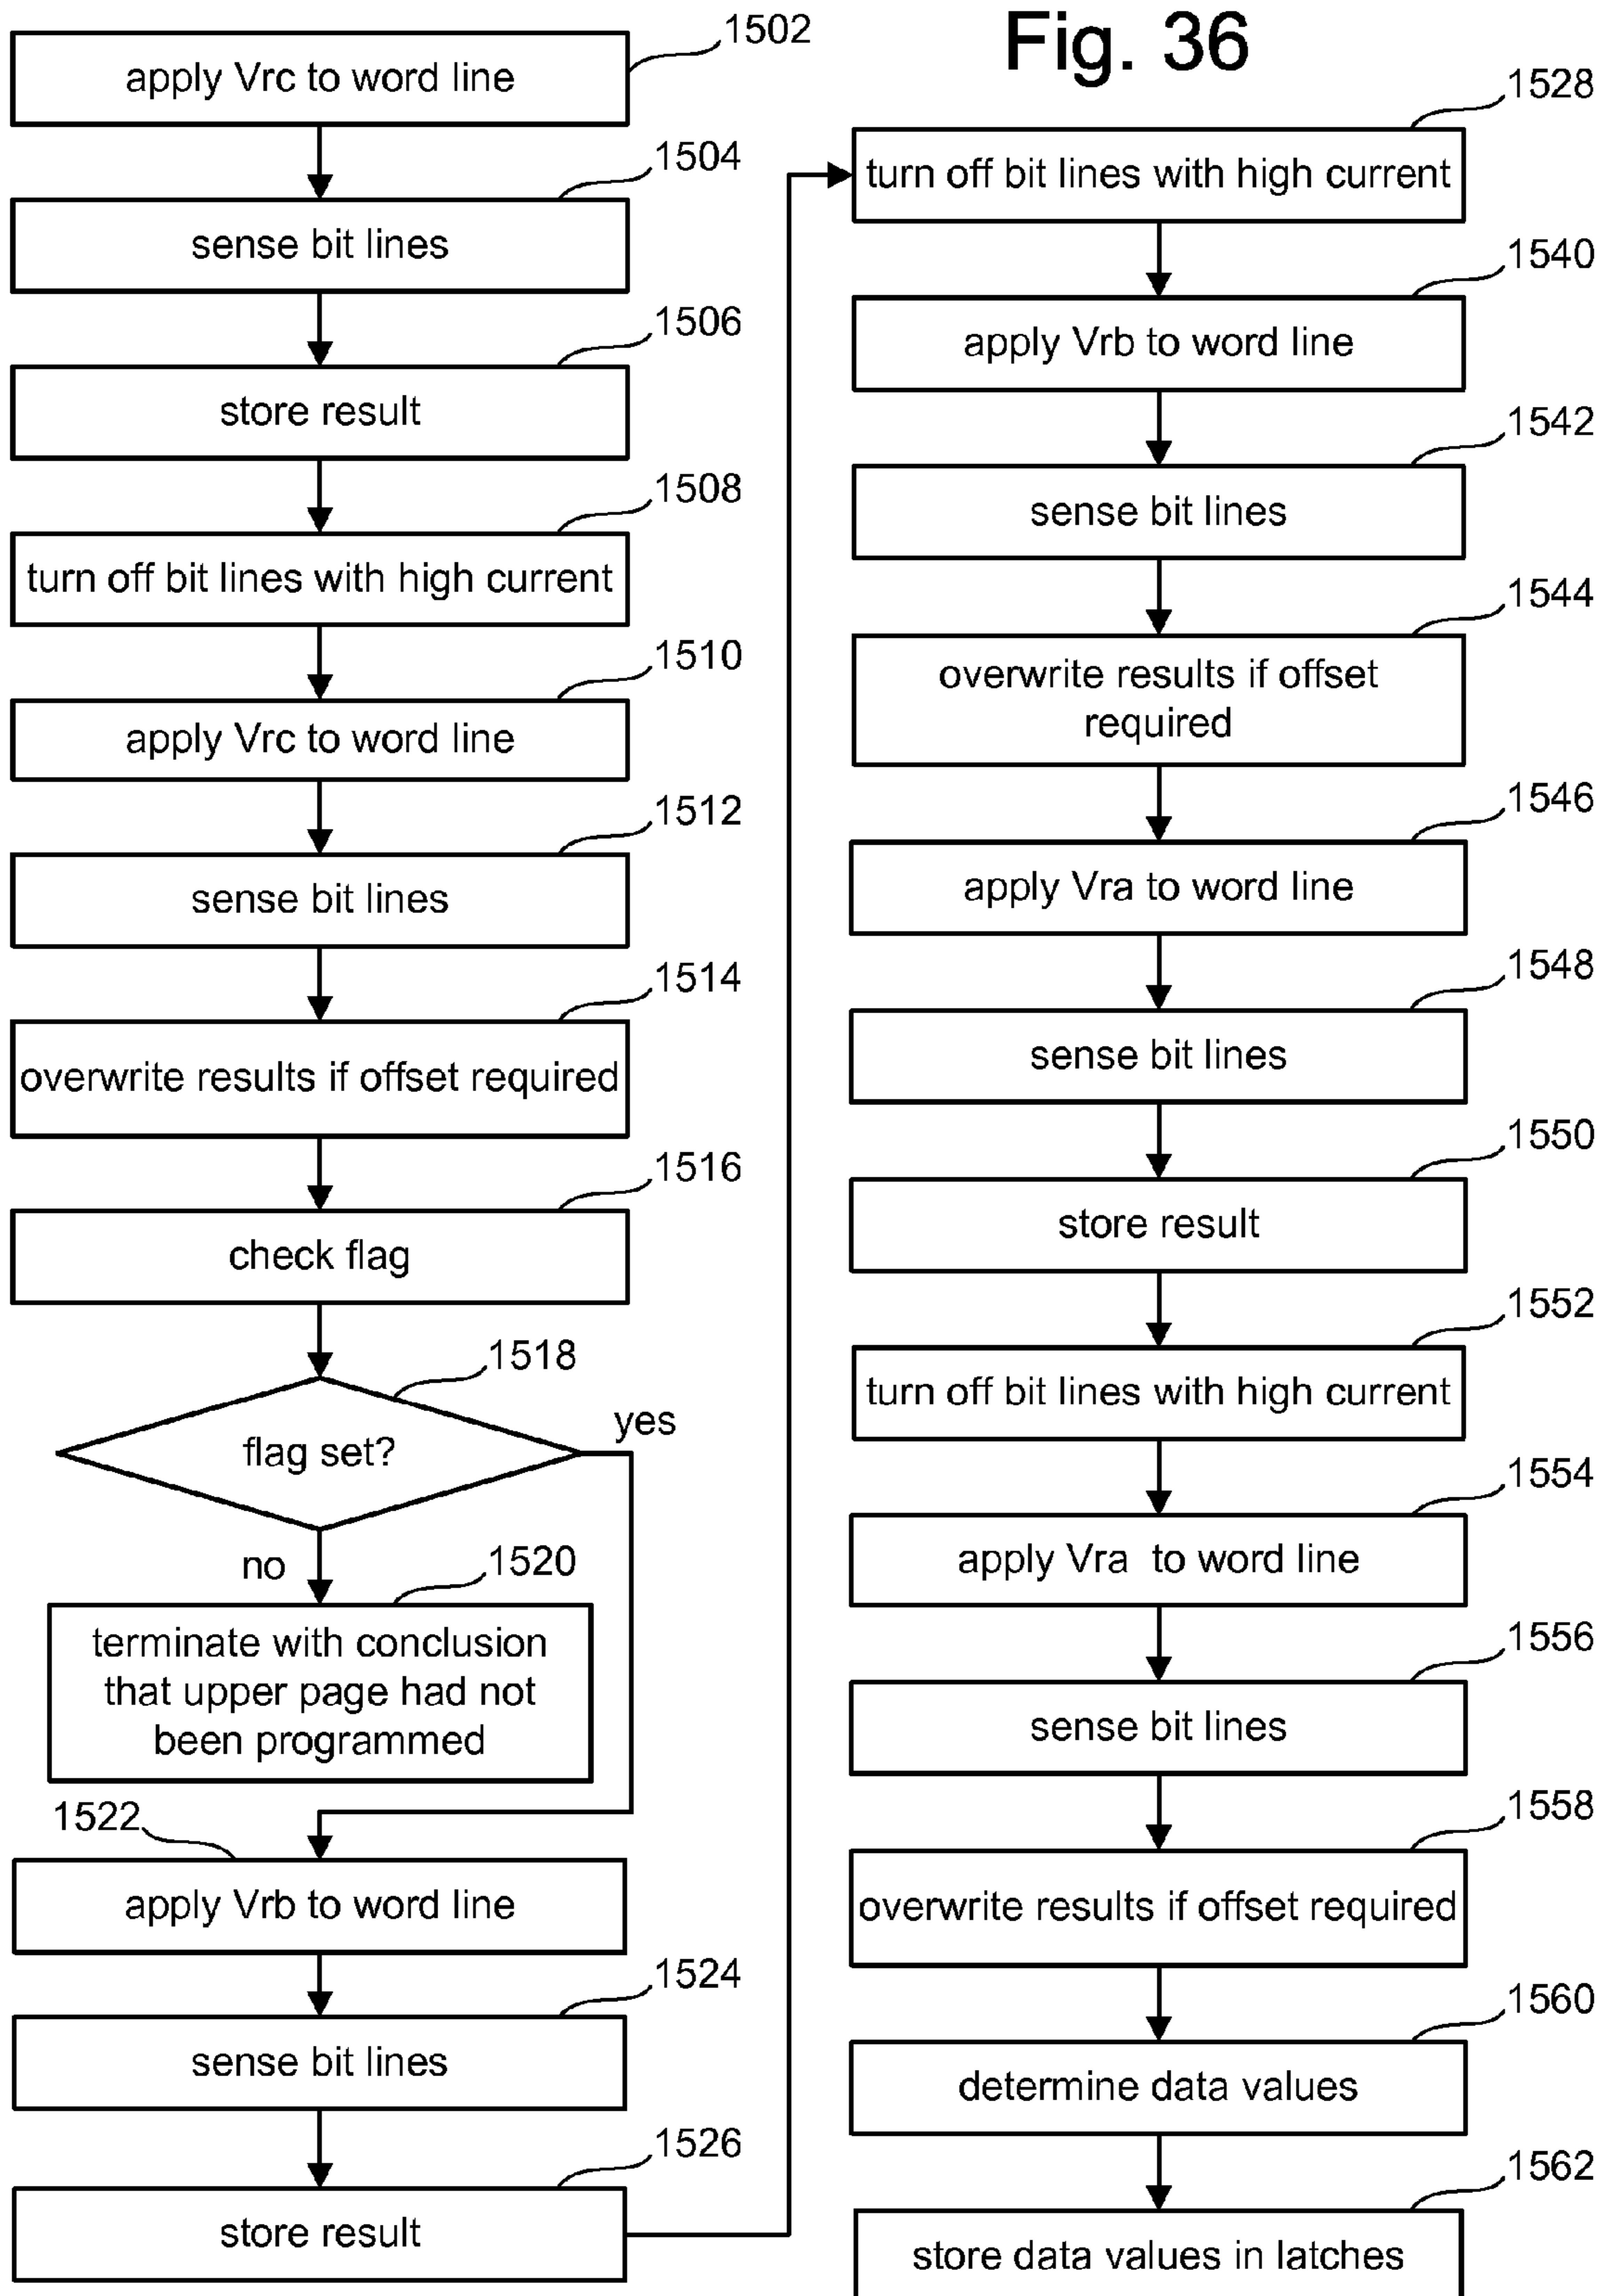 Fig. 36
1502
apply Vrc to word line
1504
sense bit lines
1506
store result
1508
turn off bit lines with high current
1510
apply Vrc to word line
1512
sense bit lines
1514
overwrite results if offset required
1516
check flag
1518
flag set?
yes
no
1520
terminate with conclusion
that upper page had not
been programmed
1522
apply Vrb to word line
1524
sense bit lines
1526
store result
1528
turn off bit lines with high current
1540
apply Vrb to word line
1542
sense bit lines
1544
overwrite results if offset
required
1546
apply Vra to word line
1548
sense bit lines
1550
store result
1552
turn off bit lines with high current
1554
apply Vra to word line
1556
sense bit lines
1558
overwrite results if offset required
1560
determine data values
1562
store data values in latches